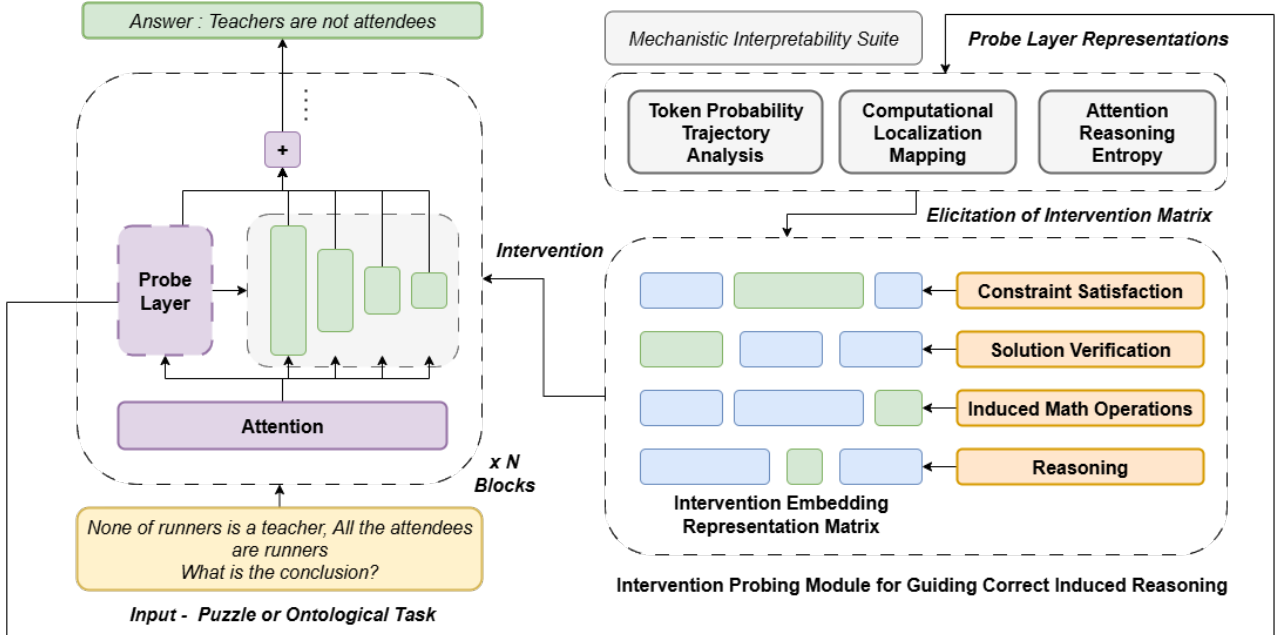 Answer : Teachers are not attendees
+
Probe
Layer
Attention
x N
Blocks
None of runners is a teacher, All the attendees
are runners
What is the conclusion?
Input -  Puzzle or Ontological Task
Intervention
Mechanistic Interpretability Suite
Probe Layer Representations
Token Probability
Trajectory
Analysis
Computational
Localization
Mapping
Attention
Reasoning
Entropy
Elicitation of Intervention Matrix
Constraint Satisfaction
Solution Verification
Induced Math Operations
Reasoning
Intervention Embedding
Representation Matrix
Intervention Probing Module for Guiding Correct Induced Reasoning